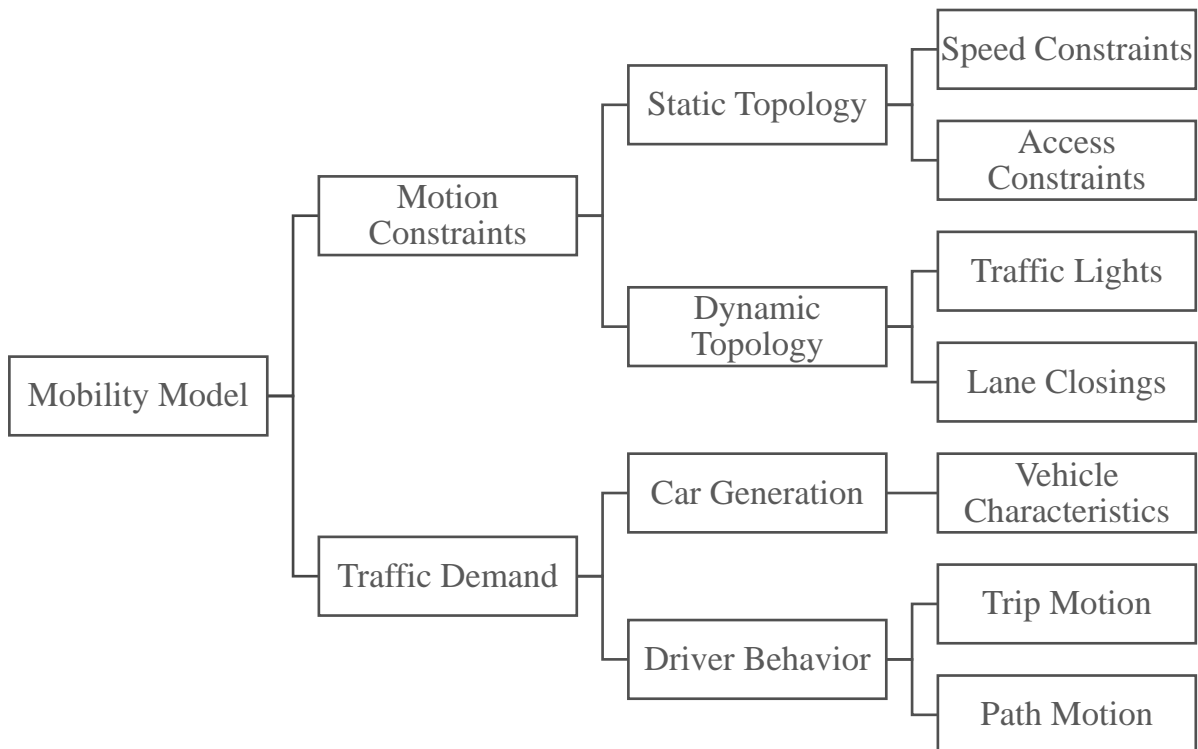 Speed Constraints
Static Topology
Access
Constraints
Motion
Constraints
Traffic Lights
Dynamic
Topology
Lane Closings
Mobility Model
Car Generation
Vehicle
Characteristics
Traffic Demand
Trip Motion
Driver Behavior
Path Motion